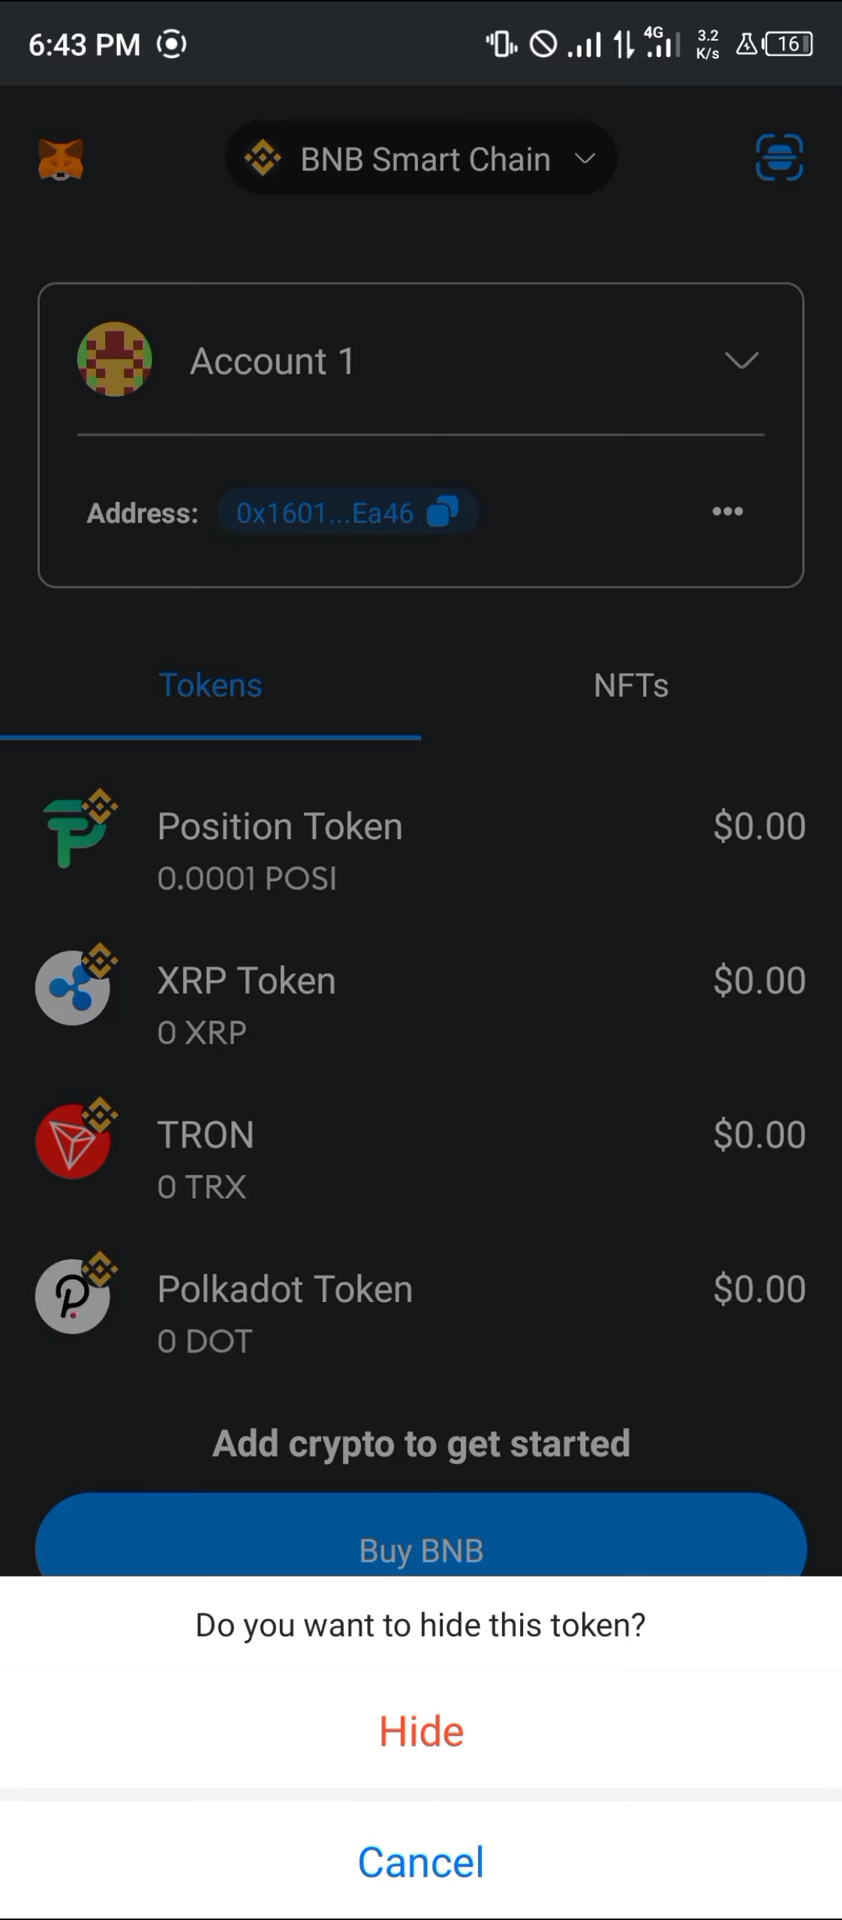 6:43 PM 4G 3.2 K/s 16
BNB Smart Chain
Account 1
Address: 0x1601...Ea46
Tokens NFTs
Position Token $0.00
0.0001 POSI
XRP Token $0.00
0 XRP
TRON $0.00
0 TRX
Polkadot Token $0.00
0 DOT
Add crypto to get started
Buy BNB
Do you want to hide this token?
Hide
Cancel